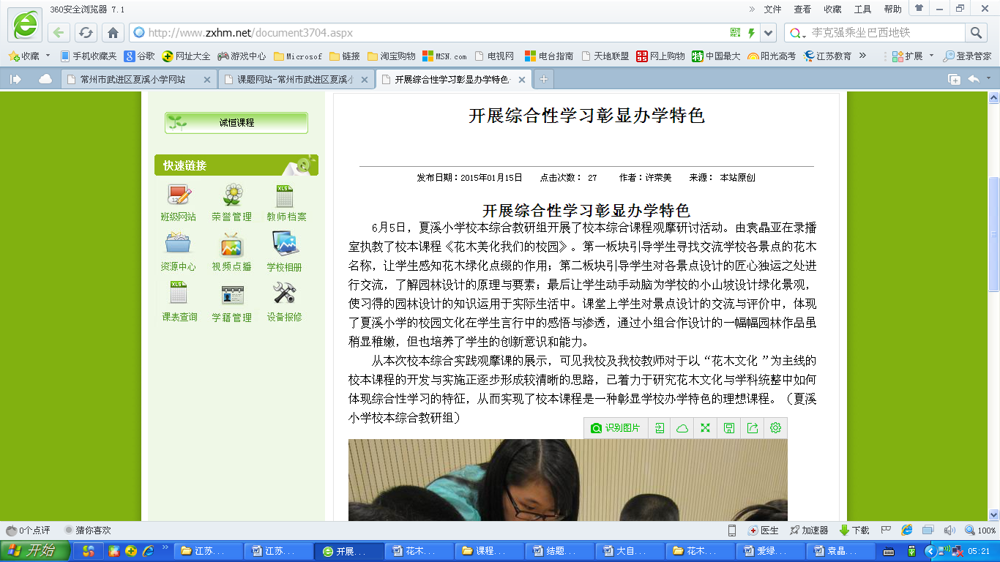 360安全浏览器 7.1
» 文件 查看 收藏 工具 帮助
http://www.zxhm.net/document3704.aspx
李克强乘坐巴西地铁
收藏 手机收藏夹 谷歌 网址大全 游戏中心 Microsof 链接 淘宝购物 MSN.com 电视网 电台指南 天地联盟 网上购物 特 中国最大 阳光高考 江苏教育 » 扩展 登录管家
常州市武进区夏溪小学网站 课题网站-常州市武进区夏溪小 开展综合性学习彰显办学特色
诚恒课程
快速链接
班级网站 荣誉管理 教师档案
资源中心 视频点播 学校相册
课表查询 学籍管理 设备报修
开展综合性学习彰显办学特色
发布日期：2015年01月15日 点击次数： 27 作者：许荣美 来源： 本站原创
开展综合性学习彰显办学特色
6月5日，夏溪小学校本综合教研组开展了校本综合课程观摩研讨活动。由袁晶亚在录播
室执教了校本课程《花木美化我们的校园》。第一板块引导学生寻找交流学校各景点的花木
名称，让学生感知花木绿化点缀的作用；第二板块引导学生对各景点设计的匠心独运之处进
行交流，了解园林设计的原理与要素；最后让学生动手动脑为学校的小山坡设计绿化景观，
使习得的园林设计的知识运用于实际生活中。课堂上学生对景点设计的交流与评价中，体现
了夏溪小学的校园文化在学生言行中的感悟与渗透，通过小组合作设计的一幅幅园林作品虽
稍显稚嫩，但也培养了学生的创新意识和能力。
从本次校本综合实践观摩课的展示，可见我校及我校教师对于以“花木文化”为主线的
校本课程的开发与实施正逐步形成较清晰的思路，已着力于研究花木文化与学科统整中如何
体现综合性学习的特征，从而实现了校本课程是一种彰显学校办学特色的理想课程。（夏溪
小学校本综合教研组）
识别图片
0个点评 猜你喜欢 医生 加速器 下载 100%
开始 » 江苏... 江苏... 开展... 花木... 课程... 结题... 大自... 花木... 爱绿... 袁晶... 05:21